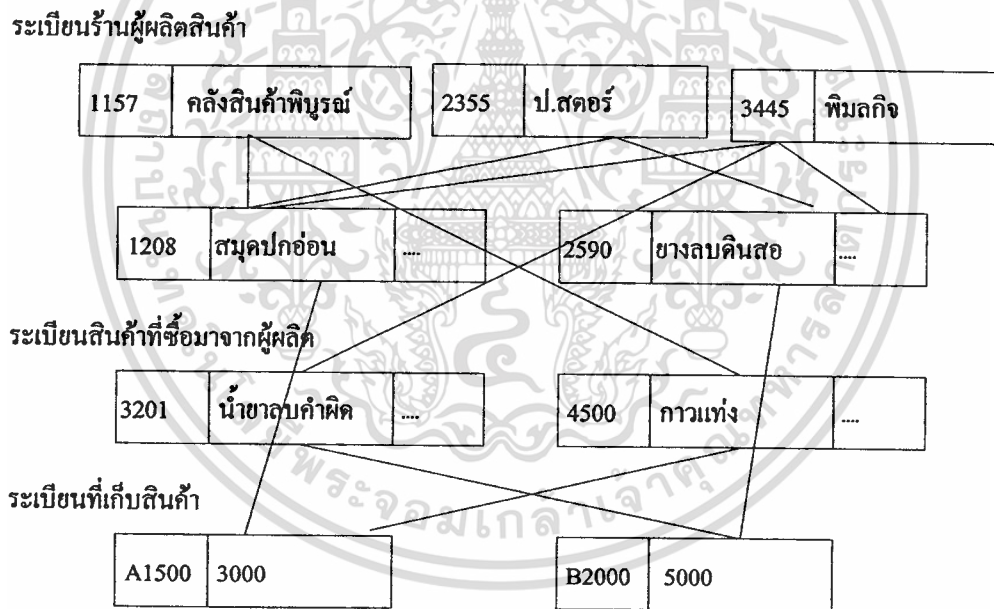 ระเบียนร้านผู้ผลิตสินค้า
1157 คลังสินค้าพิบูรณ์ 2355 ป.สตอร์ 3445 พิมลกิจ
1208 สมุดปกอ่อน .... 2590 ยางลบดินสอ ....
ระเบียนสินค้าที่ซื้อมาจากผู้ผลิต
3201 น้ำยาลบคำผิด .... 4500 กาวแท่ง ....
ระเบียนที่เก็บสินค้า
A1500 3000 B2000 5000